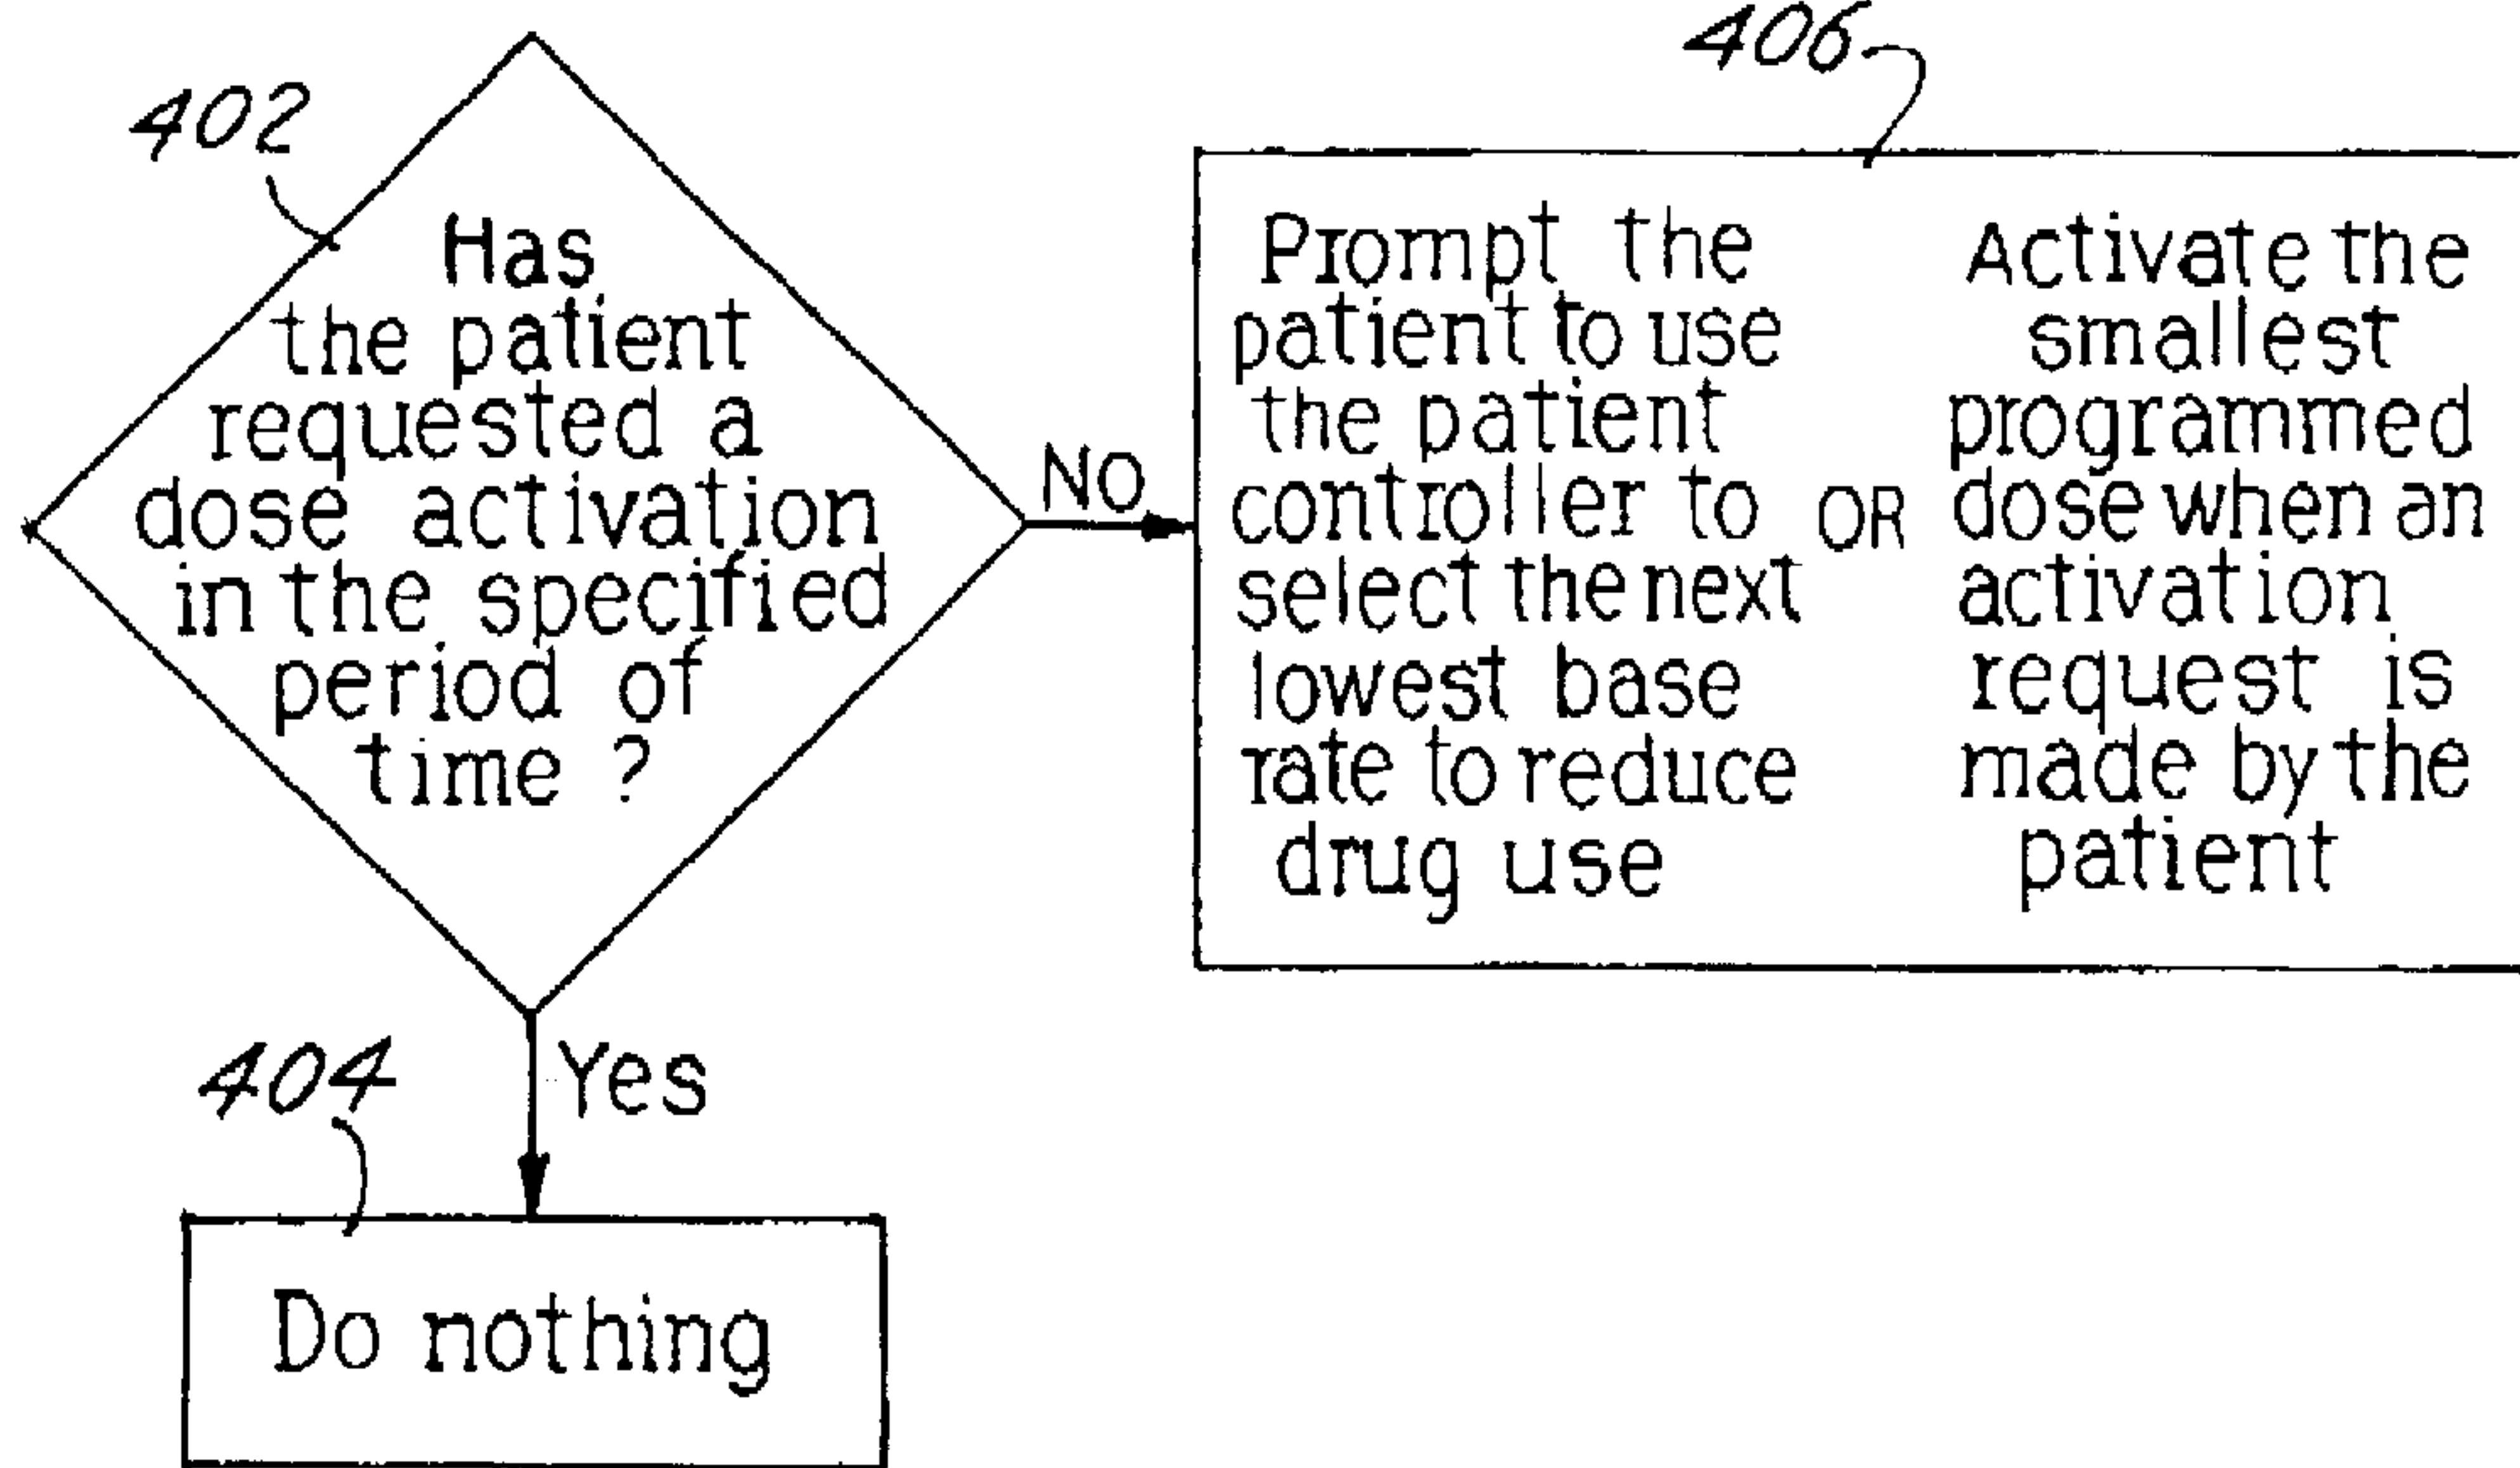 402
Has
the patient
requested a
dose activation
in the specified
period of
time ?
NO
406
Prompt the
patient to use
the patient
controller to
select the next
lowest base
rate to reduce
drug use
OR
Activate the
smallest
programmed
dose when an
activation
request is
made by the
patient
404
Yes
Do nothing